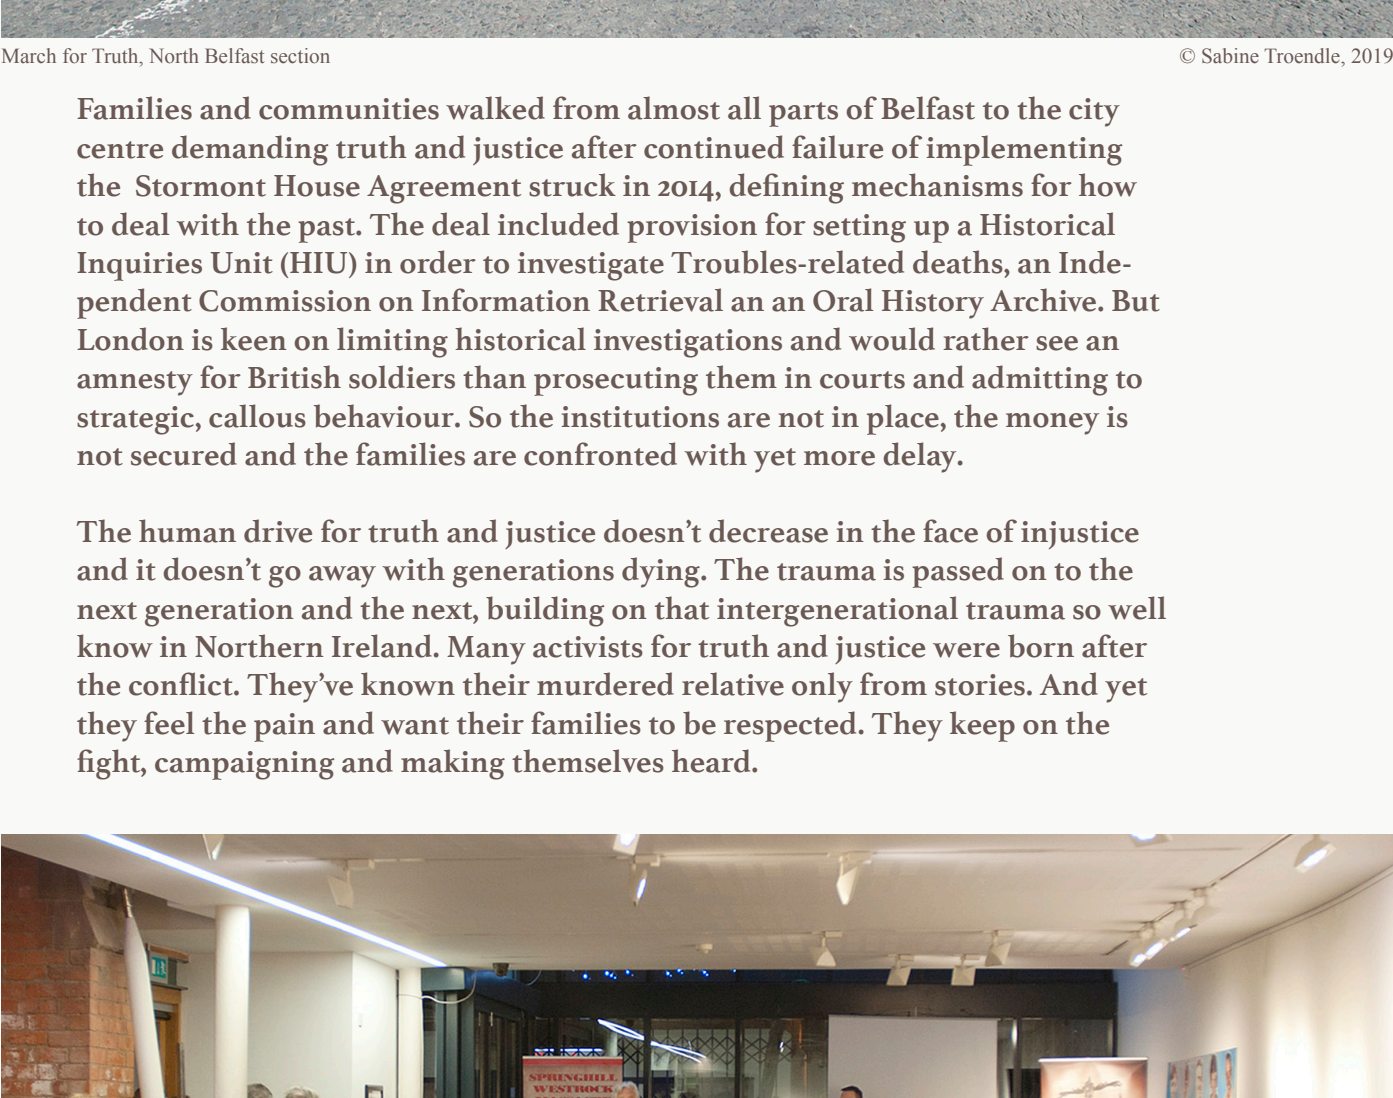 March for Truth, North Belfast section
© Sabine Troendle, 2019
Families and communities walked from almost all parts of Belfast to the city
centre demanding truth and justice after continued failure of implementing
the  Stormont House Agreement struck in 2014, defining mechanisms for how
to deal with the past. The deal included provision for setting up a Historical
Inquiries Unit (HIU) in order to investigate Troubles-related deaths, an Inde-
pendent Commission on Information Retrieval an an Oral History Archive. But
London is keen on limiting historical investigations and would rather see an
amnesty for British soldiers than prosecuting them in courts and admitting to
strategic, callous behaviour. So the institutions are not in place, the money is
not secured and the families are confronted with yet more delay.
The human drive for truth and justice doesn’t decrease in the face of injustice
and it doesn’t go away with generations dying. The trauma is passed on to the
next generation and the next, building on that intergenerational trauma so well
know in Northern Ireland. Many activists for truth and justice were born after
the conflict. They’ve known their murdered relative only from stories. And yet
they feel the pain and want their families to be respected. They keep on the
fight, campaigning and making themselves heard.
SPRINGHILL
WESTROCK